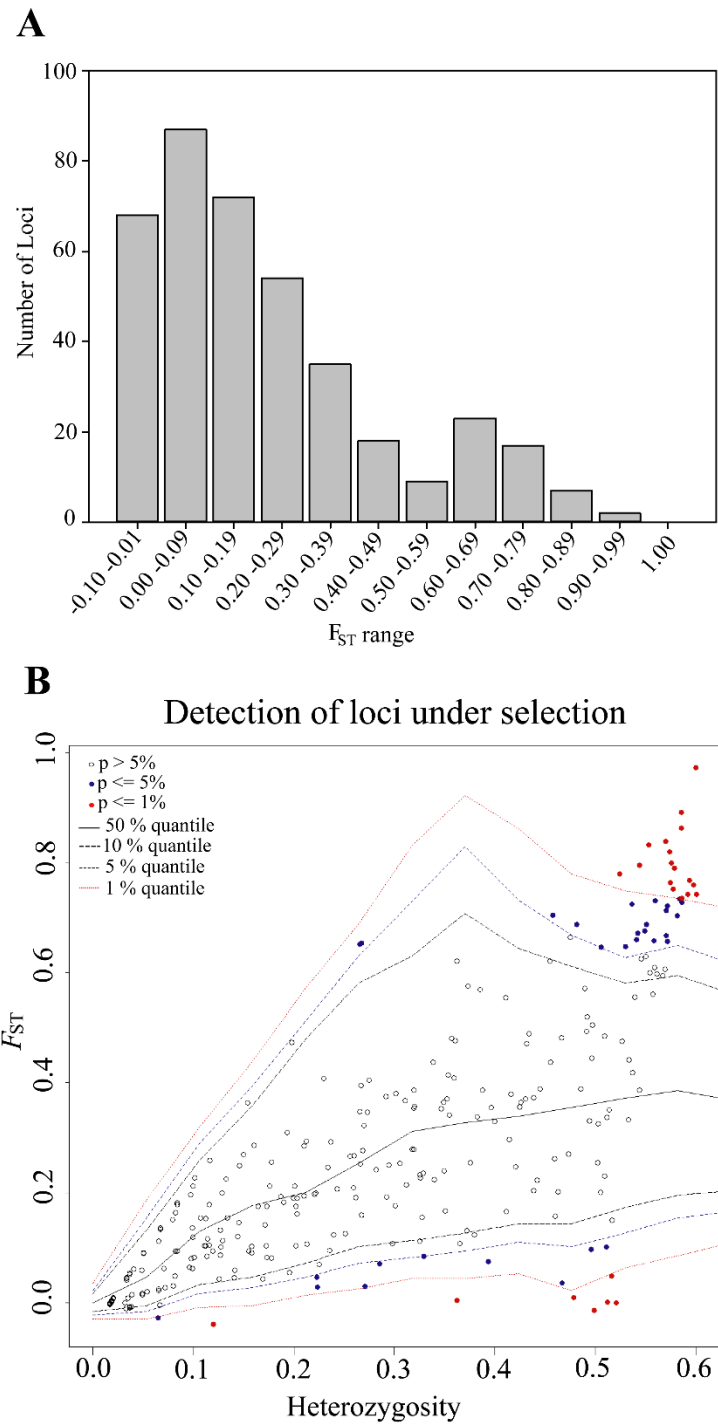 A
100
80
60
40
20
0
Number of Loci
-0.10 -0.01
0.00 -0.09
0.10 -0.19
0.20 -0.29
0.30 -0.39
0.40 -0.49
0.50 -0.59
0.60 -0.69
0.70 -0.79
0.80 -0.89
0.90 -0.99
1.00
FST range
B
Detection of loci under selection
p > 5%
p <= 5%
p <= 1%
50 % quantile
10 % quantile
5 % quantile
1 % quantile
1.0
0.8
0.6
0.4
0.2
0.0
FST
0.0 0.1 0.2 0.3 0.4 0.5 0.6
Heterozygosity